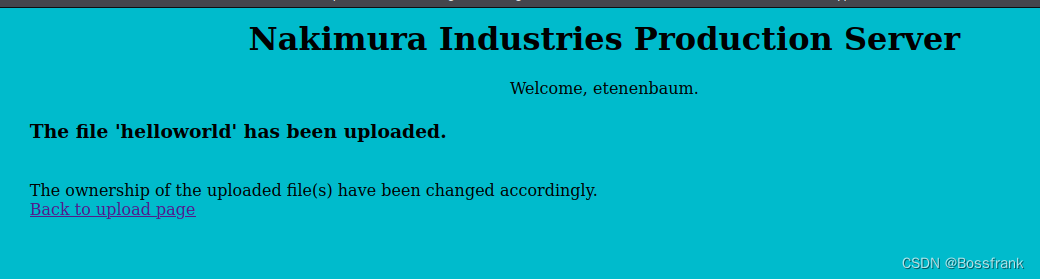 Nakimura Industries Production Server
Welcome, etenenbaum.
The file 'helloworld' has been uploaded.
The ownership of the uploaded file(s) have been changed accordingly.
Back to upload page
CSDN @Bossfrank